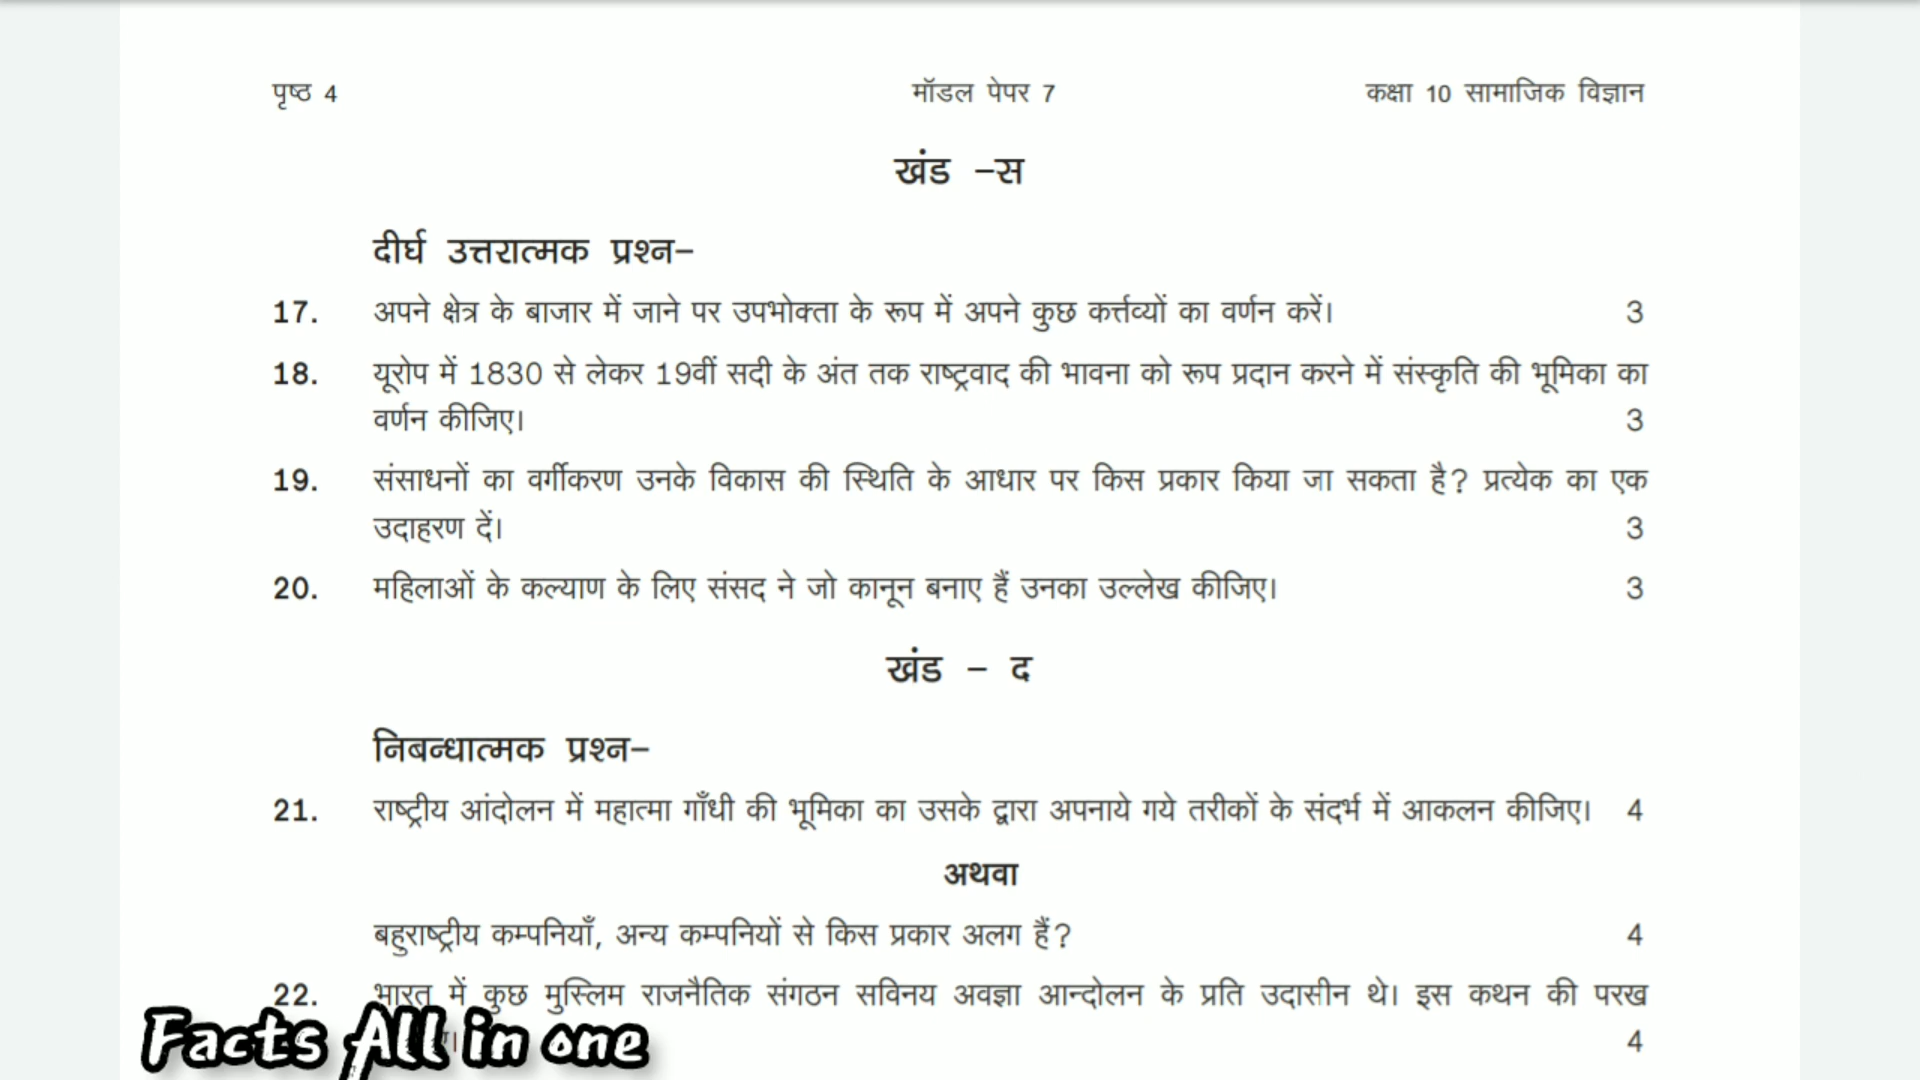 पृष्ठ 4 मॉडल पेपर 7 कक्षा 10 सामाजिक विज्ञान
खंड –स
दीर्घ उत्तरात्मक प्रश्न–
17. अपने क्षेत्र के बाजार में जाने पर उपभोक्ता के रूप में अपने कुछ कर्त्तव्यों का वर्णन करें। 3
18. यूरोप में 1830 से लेकर 19वीं सदी के अंत तक राष्ट्रवाद की भावना को रूप प्रदान करने में संस्कृति की भूमिका का
वर्णन कीजिए। 3
19. संसाधनों का वर्गीकरण उनके विकास की स्थिति के आधार पर किस प्रकार किया जा सकता है? प्रत्येक का एक
उदाहरण दें। 3
20. महिलाओं के कल्याण के लिए संसद ने जो कानून बनाए हैं उनका उल्लेख कीजिए। 3
खंड – द
निबन्धात्मक प्रश्न–
21. राष्ट्रीय आंदोलन में महात्मा गाँधी की भूमिका का उसके द्वारा अपनाये गये तरीकों के संदर्भ में आकलन कीजिए। 4
अथवा
बहुराष्ट्रीय कम्पनियाँ, अन्य कम्पनियों से किस प्रकार अलग हैं? 4
22. भारत में कुछ मुस्लिम राजनैतिक संगठन सविनय अवज्ञा आन्दोलन के प्रति उदासीन थे। इस कथन की परख
4
Facts All in one